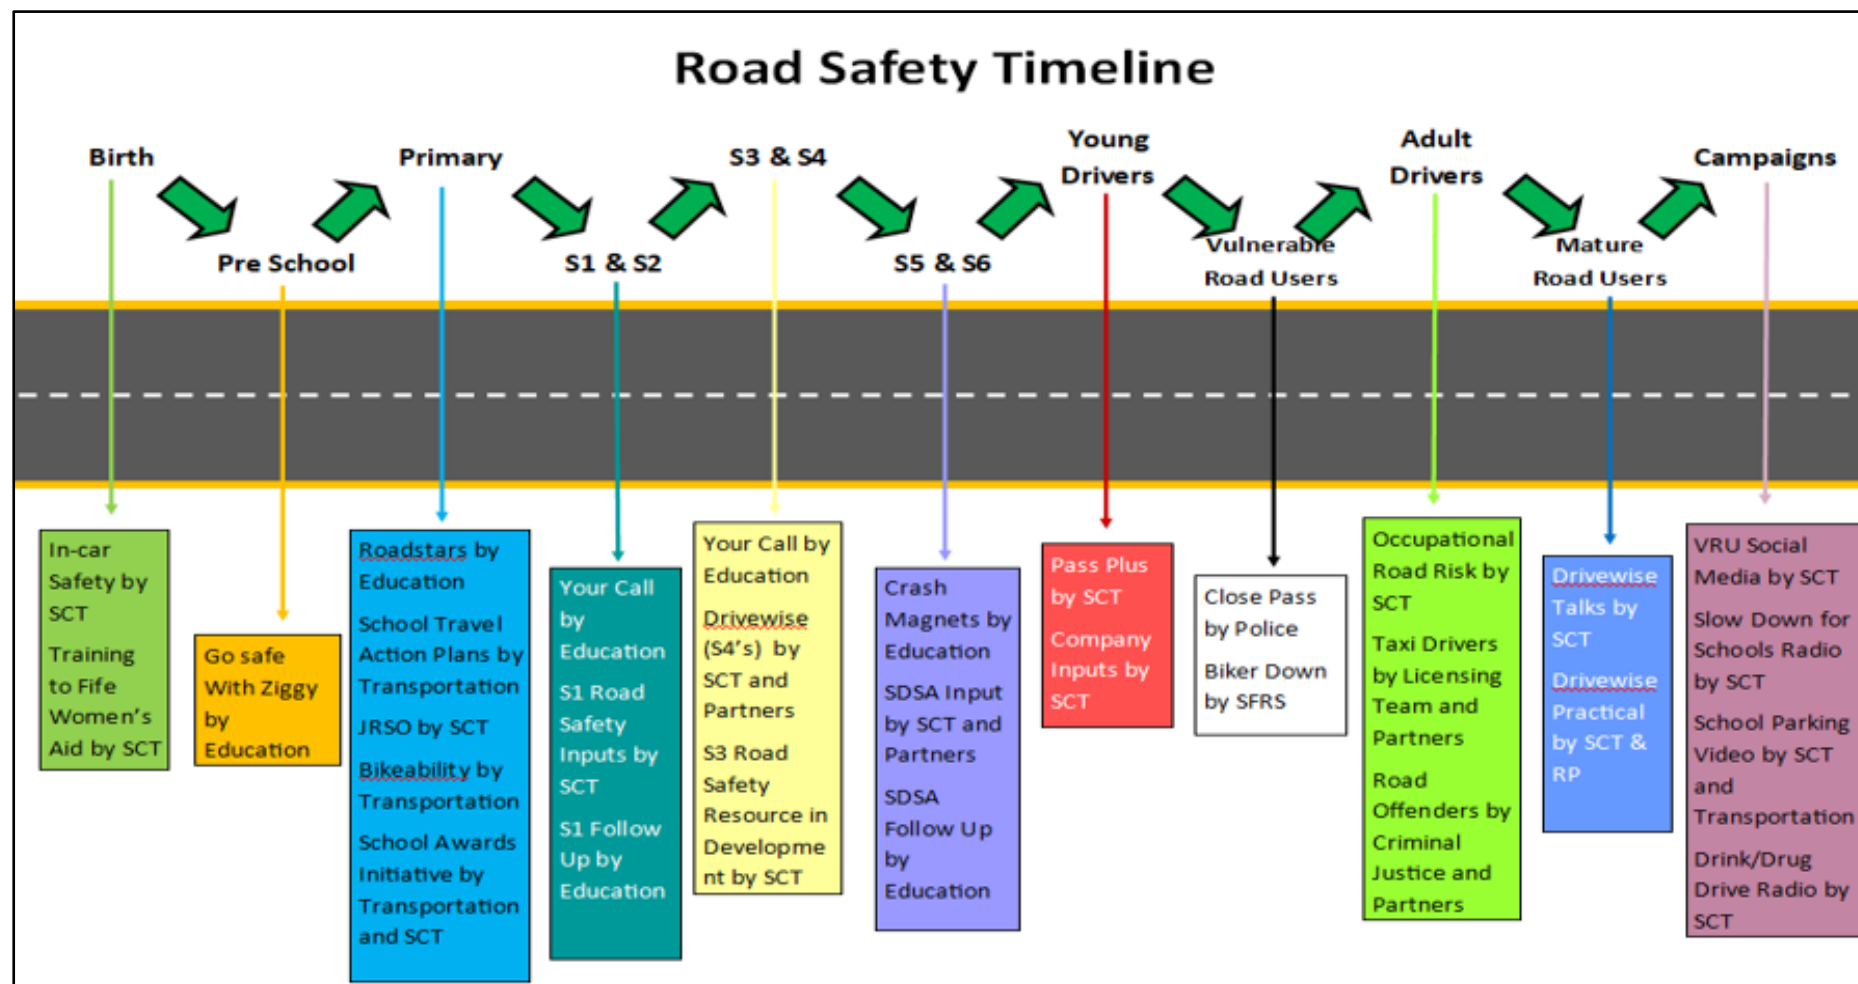 Road Safety Timeline
Birth
Pre School
Primary
S1 & S2
S3 & S4
S5 & S6
Young
Drivers
Vulnerable
Road Users
Adult
Drivers
Mature
Road Users
Campaigns
In-car
Safety by
SCT
Training
to Fife
Women's
Aid by SCT
Go safe
With Ziggy
by
Education
Roadstars by
Education
School Travel
Action Plans by
Transportation
JRSO by SCT
Bikeability by
Transportation
School Awards
Initiative by
Transportation
and SCT
Your Call
by
Education
S1 Road
Safety
Inputs by
SCT
S1 Follow
Up by
Education
Your Call by
Education
Drivewise
(S4's) by
SCT and
Partners
S3 Road
Safety
Resource in
Developme
nt by SCT
Crash
Magnets by
Education
SDSA Input
by SCT and
Partners
SDSA
Follow Up
by
Education
Pass Plus
by SCT
Company
Inputs by
SCT
Close Pass
by Police
Biker Down
by SFRS
Occupational
Road Risk by
SCT
Taxi Drivers
by Licensing
Team and
Partners
Road
Offenders by
Criminal
Justice and
Partners
Drivewise
Talks by
SCT
Drivewise
Practical
by SCT &
RP
VRU Social
Media by SCT
Slow Down for
Schools Radio
by SCT
School Parking
Video by SCT
and
Transportation
Drink/Drug
Drive Radio by
SCT